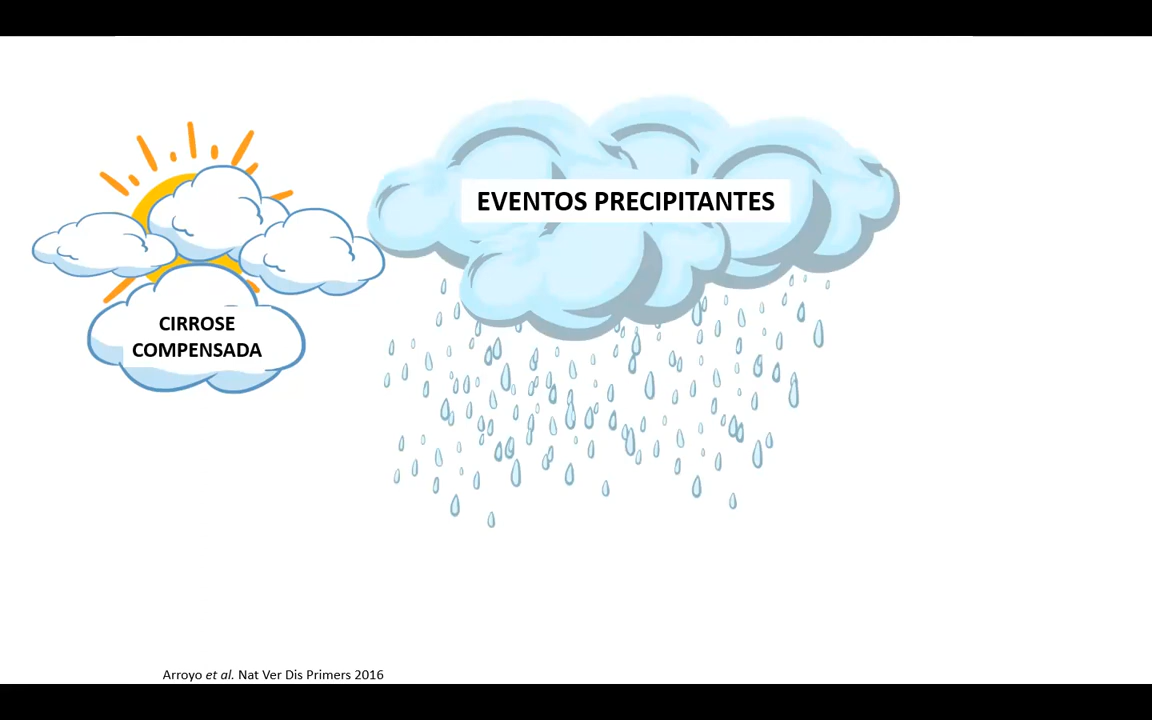 EVENTOS PRECIPITANTES
CIRROSE
COMPENSADA
Arroyo et al. Nat Ver Dis Primers 2016